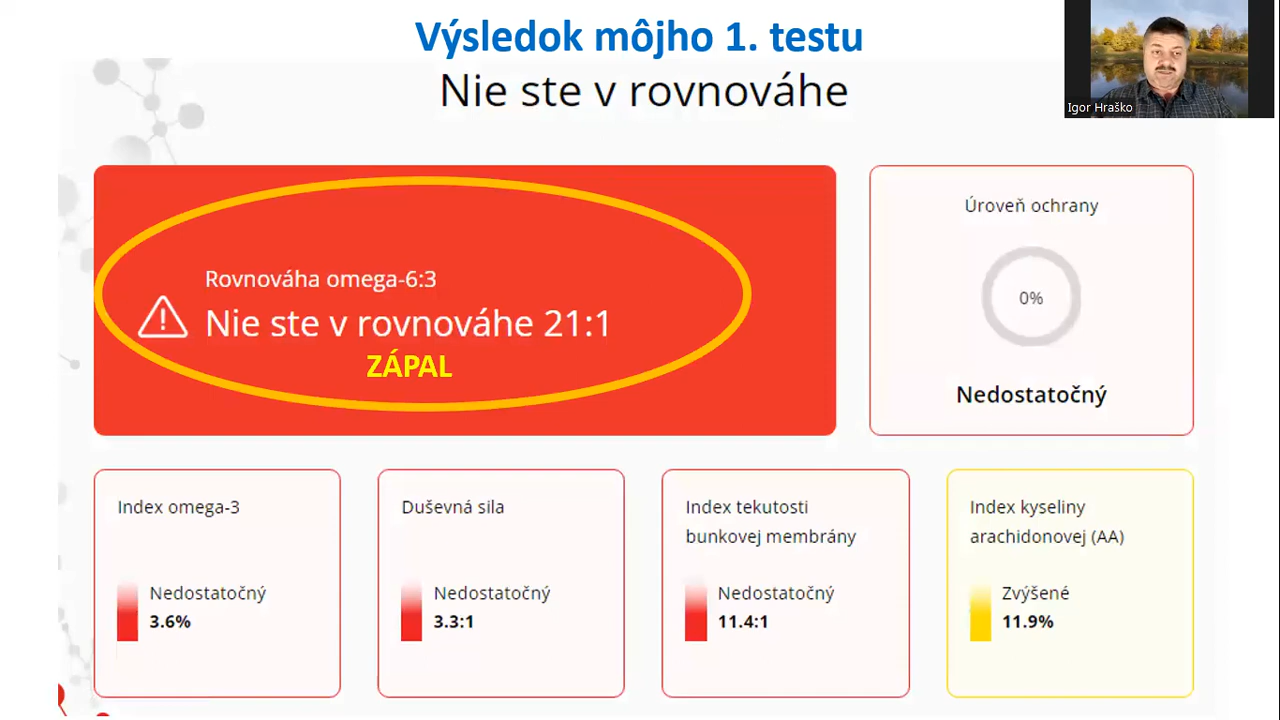 Výsledok môjho 1. testu
Nie ste v rovnováhe
Igor Hraško
Rovnováha omega-6:3
Nie ste v rovnováhe 21:1
ZÁPAL
Úroveň ochrany
0%
Nedostatočný
Index omega-3
Nedostatočný
3.6%
Duševná sila
Nedostatočný
3.3:1
Index tekutosti
bunkovej membrány
Nedostatočný
11.4:1
Index kyseliny
arachidonovej (AA)
Zvýšené
11.9%